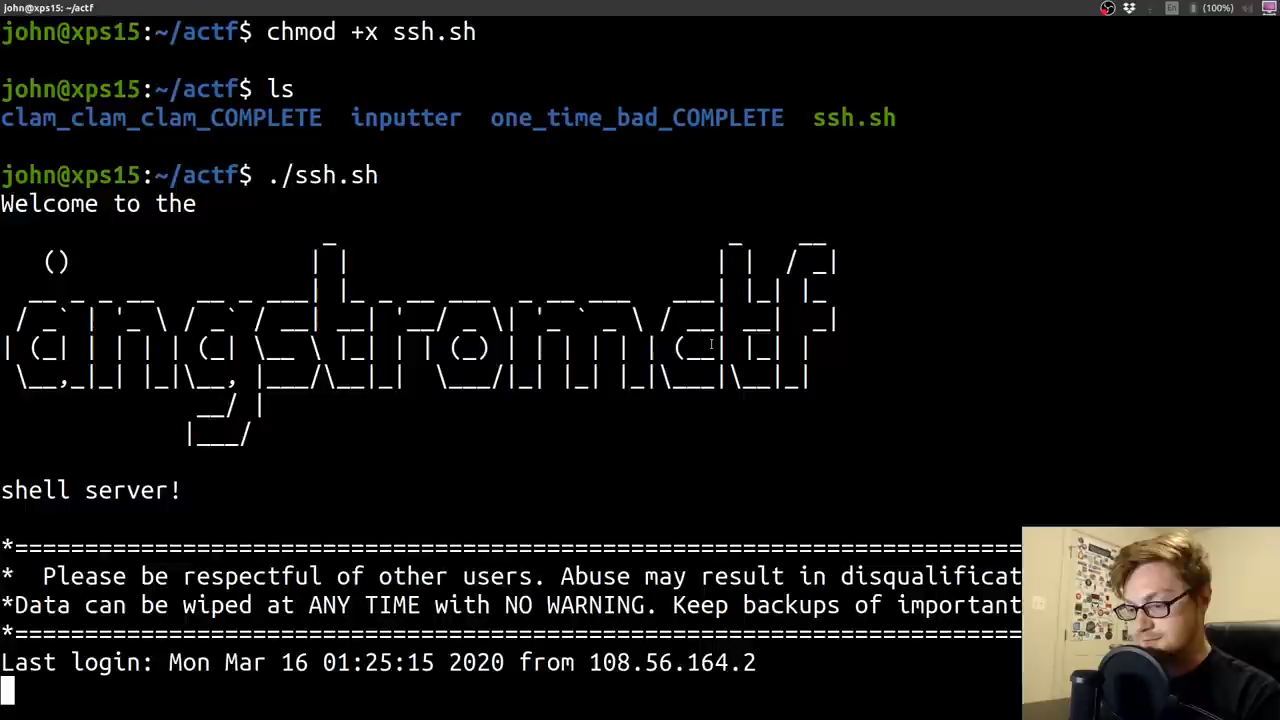 john@xps15: ~/actf
En
(100%)
john@xps15:~/actf$ chmod +x ssh.sh
john@xps15:~/actf$ ls
clam_clam_clam_COMPLETE inputter one_time_bad_COMPLETE ssh.sh
john@xps15:~/actf$ ./ssh.sh
Welcome to the
ångstromctf
shell server!
*=========================================================================
* Please be respectful of other users. Abuse may result in disqualificat
*Data can be wiped at ANY TIME with NO WARNING. Keep backups of important
*=========================================================================
Last login: Mon Mar 16 01:25:15 2020 from 108.56.164.2